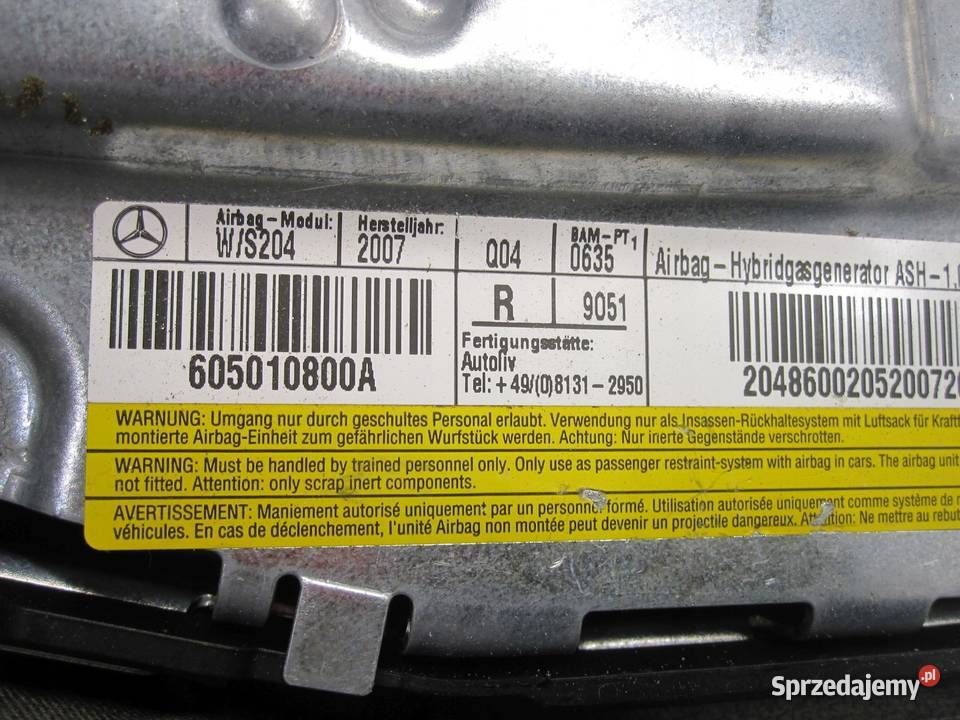 Airbag-Modul:
W/S204
Herstelljahr:
2007
Q04
BAM-PT1
0635
Airbag-Hybridgasgenerator ASH-1.
R
9051
605010800A
Fertigungsstätte:
Autoliv
Tel: +49/(0)8131-2950
2048600205200720
WARNING: Umgang nur durch geschultes Personal erlaubt. Verwendung nur als Insassen-Rückhaltesystem mit Luftsack für Kraftf
montierte Airbag-Einheit zum gefährlichen Wurfstück werden. Achtung: Nur inerte Gegenstände verschrotten.
WARNING: Must be handled by trained personnel only. Only use as passenger restraint-system with airbag in cars. The airbag unit
not fitted. Attention: only scrap inert components.
AVERTISSEMENT: Maniement autorisé uniquement par un personnel formé. Utilisation autorisée uniquement comme système de r
véhicules. En cas de déclenchement, l'unité Airbag non montée peut devenir un projectile dangereux. Attention: Ne mettre au rebut
Sprzedajemy.pl